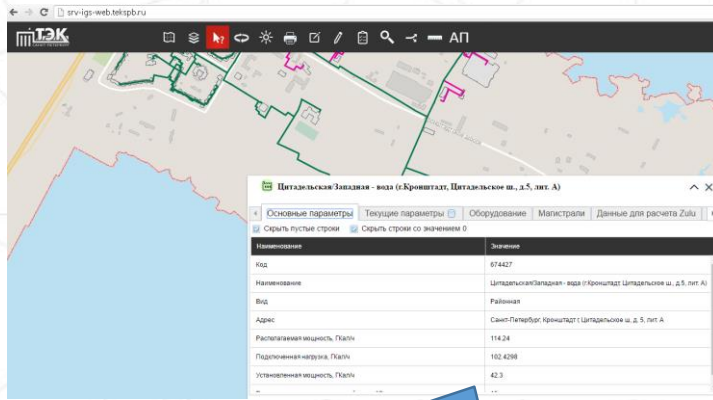 srv-igs-web.tekspb.ru
ТЭК
САНКТ-ПЕТЕРБУРГ
АП
Цитадельская/Западная - вода (г.Кронштадт, Цитадельское ш., д.5, лит. А)
Основные параметры Текущие параметры Оборудование Магистрали Данные для расчета Zulu
Скрыть пустые строки Скрыть строки со значением 0
Наименование Значение
Код 674427
Наименование Цитадельская/Западная - вода (г.Кронштадт, Цитадельское ш., д.5, лит. А)
Вид Районная
Адрес Санкт-Петербург, Кронштадт г, Цитадельское ш, д. 5, лит. А
Располагаемая мощность, ГКал/ч 114.24
Подключенная нагрузка, ГКал/ч 102.4298
Установленная мощность, ГКал/ч 42.3